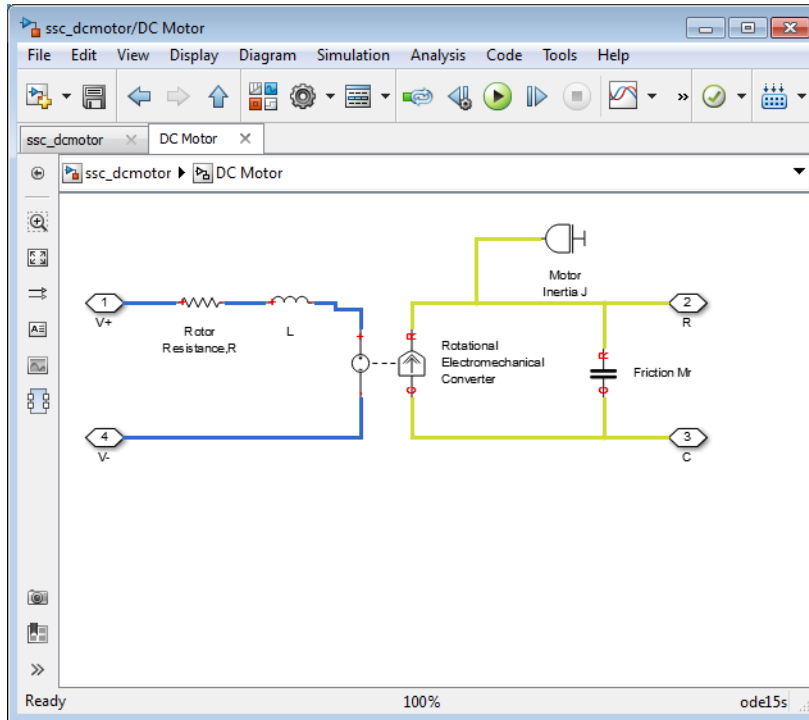 ssc_dcmotor/DC Motor
File Edit View Display Diagram Simulation Analysis Code Tools Help
ssc_dcmotor DC Motor
ssc_dcmotor DC Motor
1
V+
Rotor
Resistance,R
L
+
+
+
Motor
Inertia J
2
R
R
C
Rotational
Electromechanical
Converter
R
C
Friction Mr
4
V-
3
C
Ready 100% ode15s